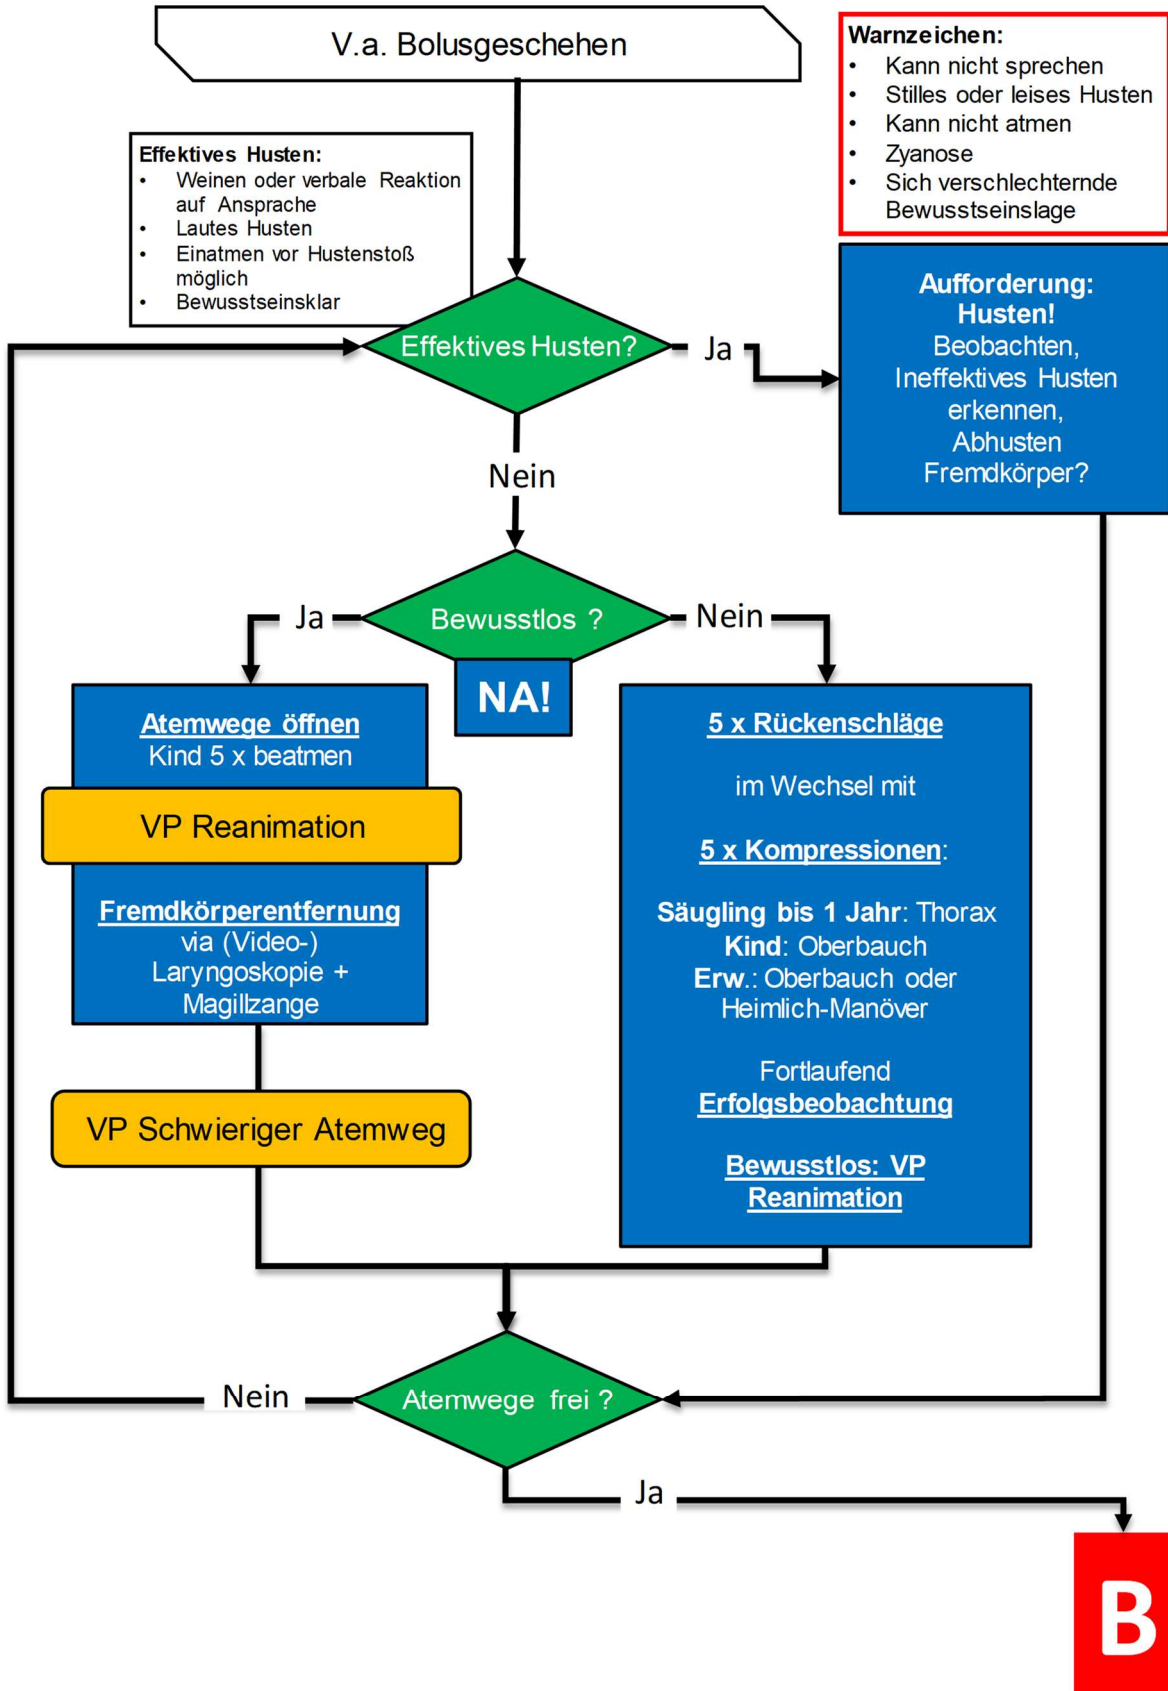 V.a. Bolusgeschehen
Warnzeichen:
• Kann nicht sprechen
• Stilles oder leises Husten
• Kann nicht atmen
• Zyanose
• Sich verschlechternde
Bewusstseinslage
Effektives Husten:
• Weinen oder verbale Reaktion
auf Ansprache
• Lautes Husten
• Einatmen vor Hustenstoß
möglich
• Bewusstseinsklar
Effektives Husten?
Ja
Aufforderung:
Husten!
Beobachten,
Ineffektives Husten
erkennen,
Abhusten
Fremdkörper?
Nein
Bewusstlos ?
Ja
Nein
NA!
Atemwege öffnen
Kind 5 x beatmen
VP Reanimation
Fremdkörperentfernung
via (Video-)
Laryngoskopie +
Magillzange
VP Schwieriger Atemweg
5 x Rückenschläge
im Wechsel mit
5 x Kompressionen:
Säugling bis 1 Jahr: Thorax
Kind: Oberbauch
Erw.: Oberbauch oder
Heimlich-Manöver
Fortlaufend
Erfolgsbeobachtung
Bewusstlos: VP
Reanimation
Atemwege frei ?
Nein
Ja
B